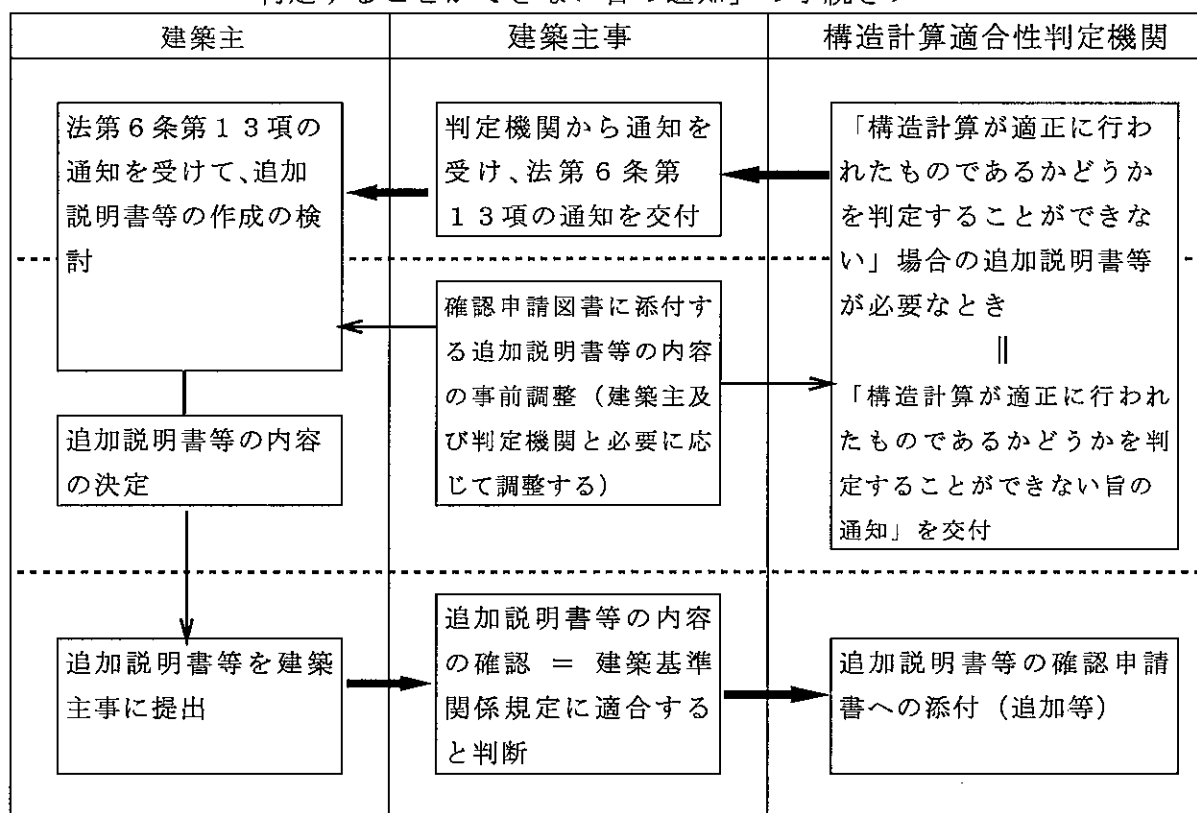 判定することができない旨の通知」の手続きの
建築主
建築主事
構造計算適合性判定機関
法第6条第13項の
通知を受けて、追加
説明書等の作成の検
討
判定機関から通知を
受け、法第6条第
13項の通知を交付
「構造計算が適正に行わ
れたものであるかどうか
を判定することができな
い」場合の追加説明書等
が必要なとき
||
「構造計算が適正に行われ
たものであるかどうかを判
定することができない旨の
通知」を交付
確認申請図書に添付す
る追加説明書等の内容
の事前調整（建築主及
び判定機関と必要に応
じて調整する）
追加説明書等の内容
の決定
追加説明書等を建築
主事に提出
追加説明書等の内容
の確認 ＝ 建築基準
関係規定に適合する
と判断
追加説明書等の確認申請
書への添付（追加等）